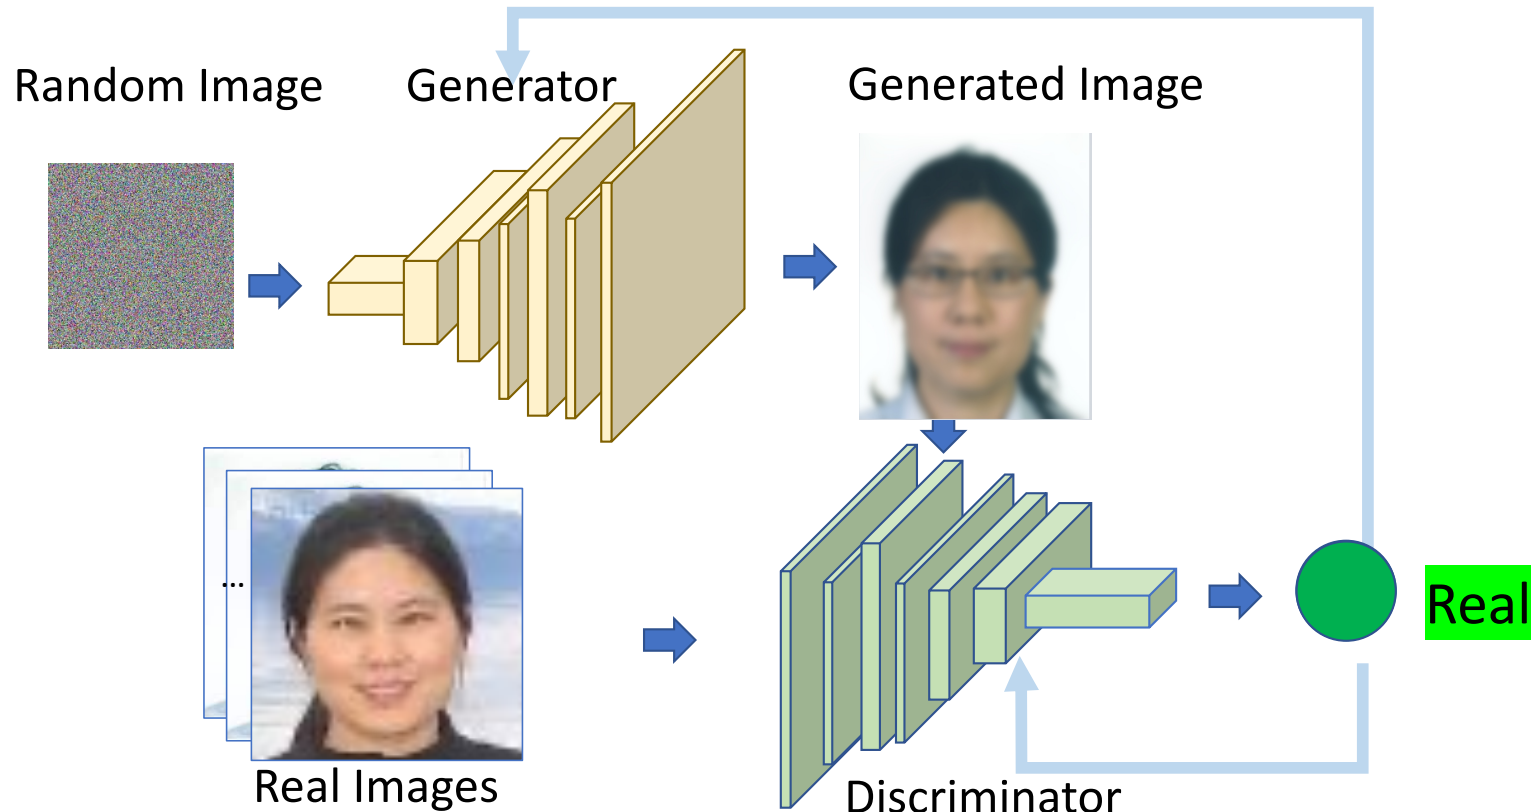 Random Image
Generator
Generated Image
...
Real
Real Images
Discriminator